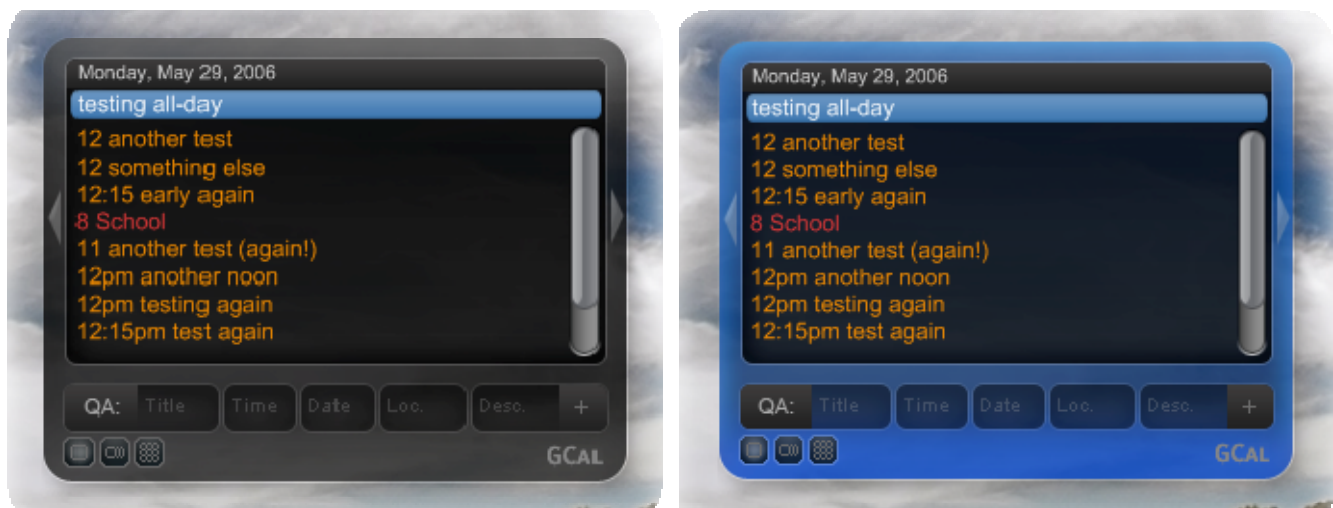 Monday, May 29, 2006
testing all-day
12 another test
12 something else
12:15 early again
8 School
11 another test (again!)
12pm another noon
12pm testing again
12:15pm test again
QA: Title Time Date Loc. Desc. +
GCAL
Monday, May 29, 2006
testing all-day
12 another test
12 something else
12:15 early again
8 School
11 another test (again!)
12pm another noon
12pm testing again
12:15pm test again
QA: Title Time Date Loc. Desc. +
GCAL